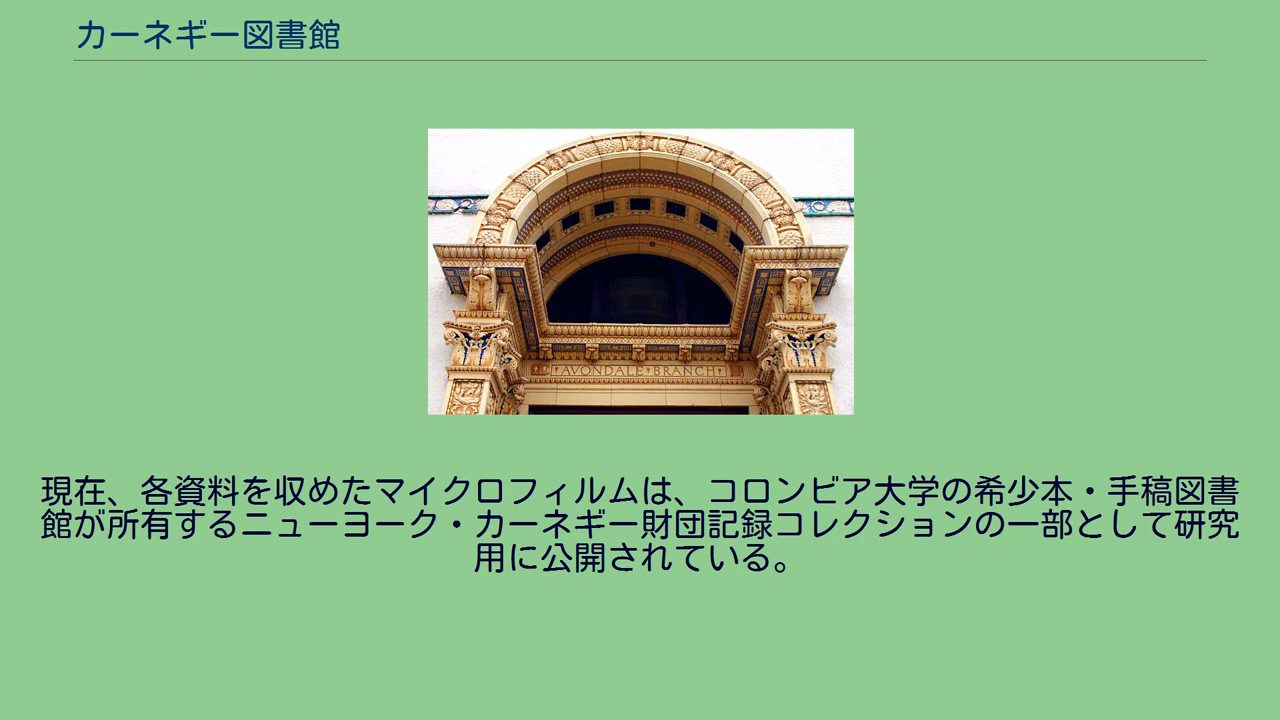 カーネギー図書館
AVONDALE BRANCH
現在、各資料を収めたマイクロフィルムは、コロンビア大学の希少本・手稿図書
館が所有するニューヨーク・カーネギー財団記録コレクションの一部として研究
用に公開されている。